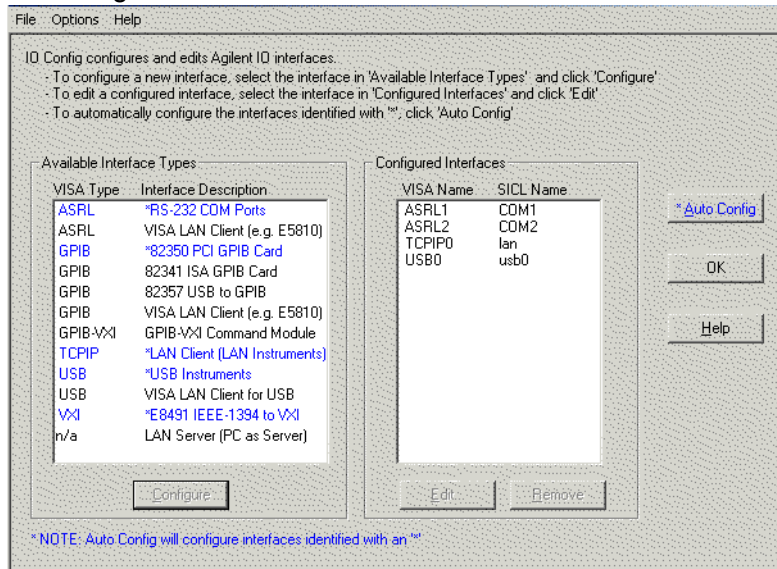 File Options Help
IO Config configures and edits Agilent IO interfaces.
- To configure a new interface, select the interface in 'Available Interface Types' and click 'Configure'
- To edit a configured interface, select the interface in 'Configured Interfaces' and click 'Edit'
- To automatically configure the interfaces identified with '*', click 'Auto Config'
Available Interface Types
VISA Type Interface Description
ASRL *RS-232 COM Ports
ASRL VISA LAN Client (e.g. E5810)
GPIB *82350 PCI GPIB Card
GPIB 82341 ISA GPIB Card
GPIB 82357 USB to GPIB
GPIB VISA LAN Client (e.g. E5810)
GPIB-VXI GPIB-VXI Command Module
TCPIP *LAN Client (LAN Instruments)
USB *USB Instruments
USB VISA LAN Client for USB
VXI *E8491 IEEE-1394 to VXI
n/a LAN Server (PC as Server)
Configure
Configured Interfaces
VISA Name SICL Name
ASRL1 COM1
ASRL2 COM2
TCPIP0 lan
USB0 usb0
Edit Remove
* Auto Config
OK
Help
* NOTE: Auto Config will configure interfaces identified with an '*'